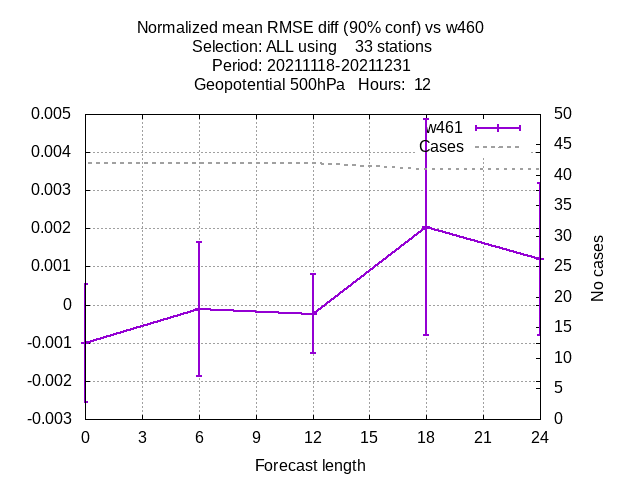 Normalized mean RMSE diff (90% conf) vs w460
Selection: ALL using    33 stations
Period: 20211118-20211231
Geopotential 500hPa   Hours:  12
0.005
0.004
0.003
0.002
0.001
0
-0.001
-0.002
-0.003
w461
Cases
50
45
40
35
30
25
20
15
10
5
0
No cases
0 3 6 9 12 15 18 21 24
Forecast length